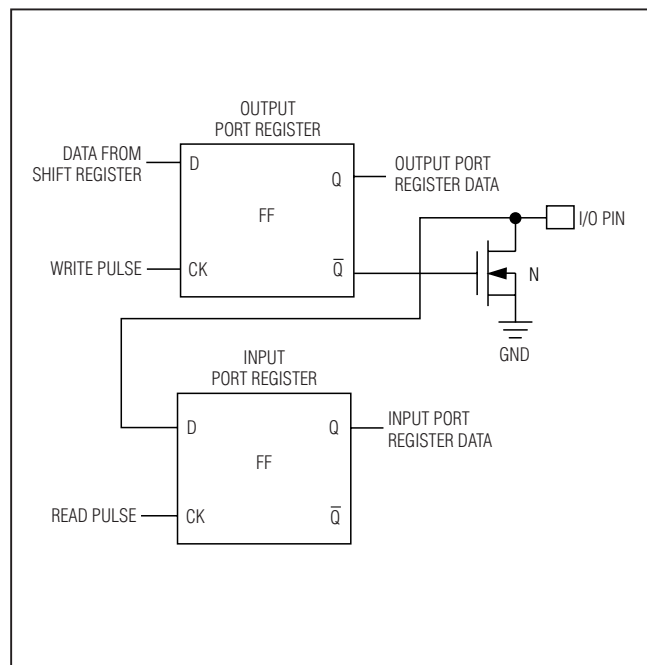 OUTPUT
PORT REGISTER
DATA FROM
SHIFT REGISTER
D
Q
OUTPUT PORT
REGISTER DATA
FF
I/O PIN
WRITE PULSE
CK
Q̅
N
GND
INPUT
PORT REGISTER
D
Q
INPUT PORT
REGISTER DATA
FF
READ PULSE
CK
Q̅